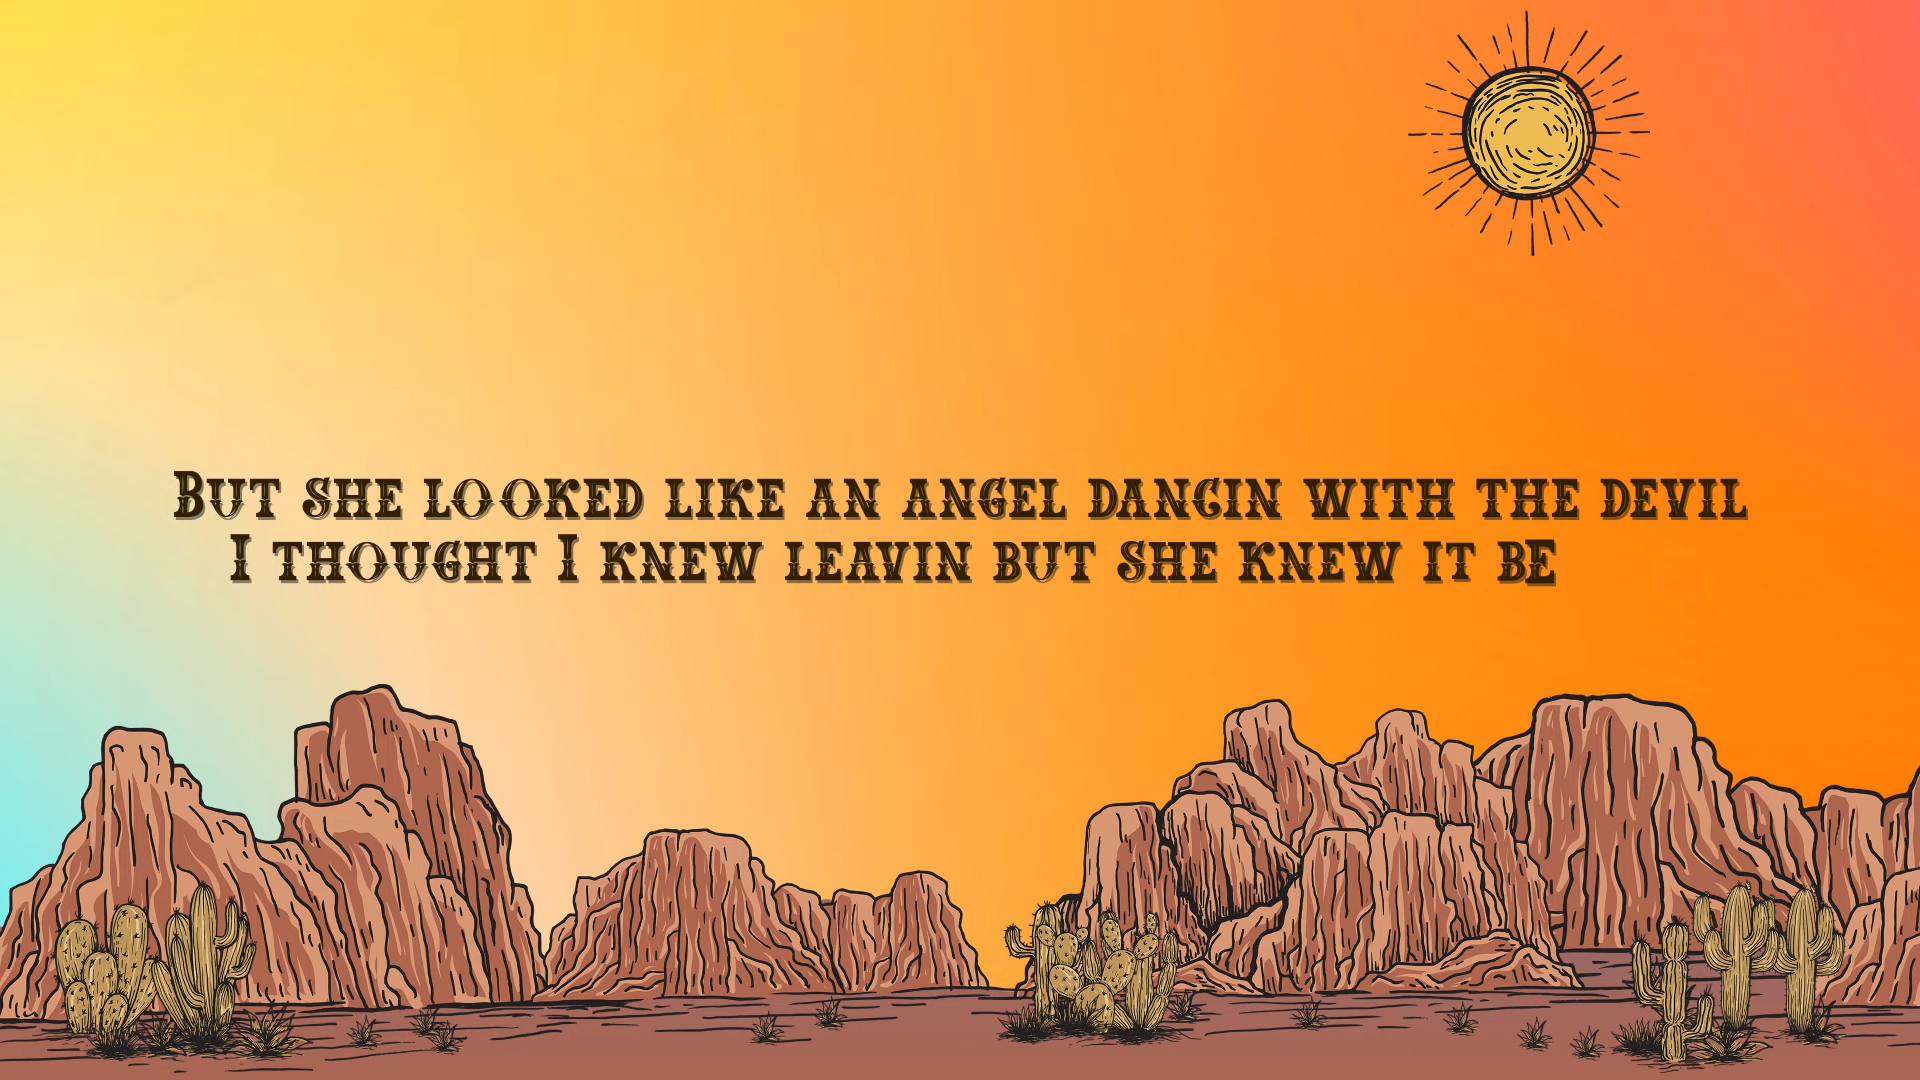 But she looked like an angel dancin with the devil
I thought I knew leavin but she knew it be